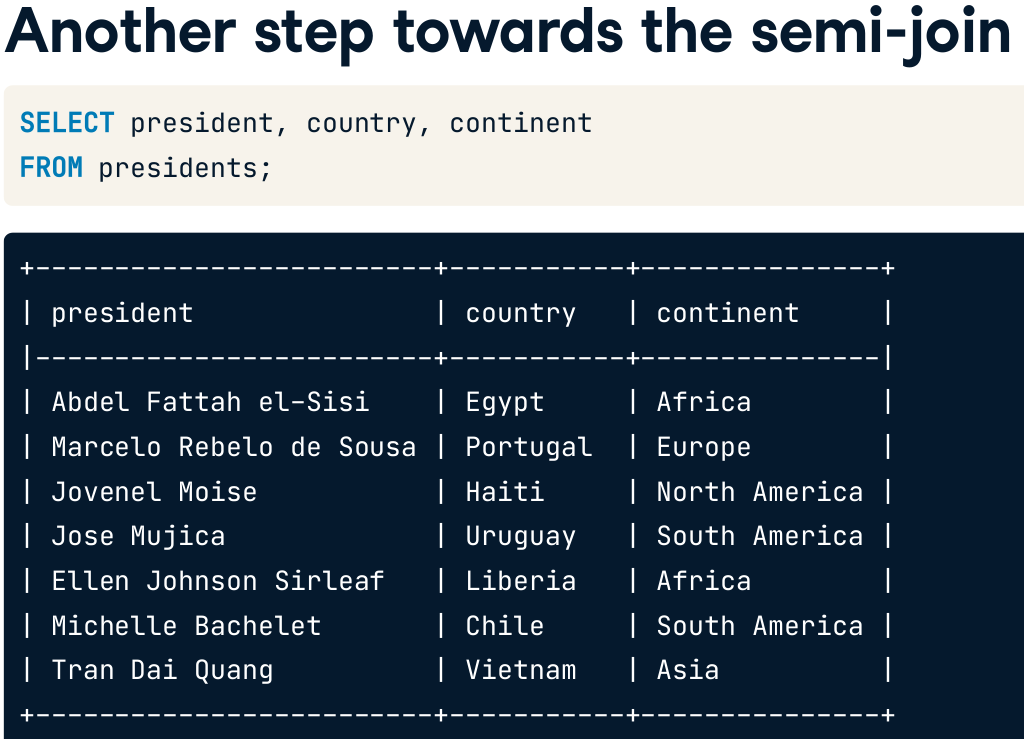 Another step towards the semi-join
SELECT president, country, continent
FROM presidents;
+-------------------------+-----------+---------------+
| president               | country   | continent     |
|-------------------------+-----------+---------------|
| Abdel Fattah el-Sisi    | Egypt     | Africa        |
| Marcelo Rebelo de Sousa | Portugal  | Europe        |
| Jovenel Moise           | Haiti     | North America |
| Jose Mujica             | Uruguay   | South America |
| Ellen Johnson Sirleaf   | Liberia   | Africa        |
| Michelle Bachelet       | Chile     | South America |
| Tran Dai Quang          | Vietnam   | Asia          |
+-------------------------+-----------+---------------+